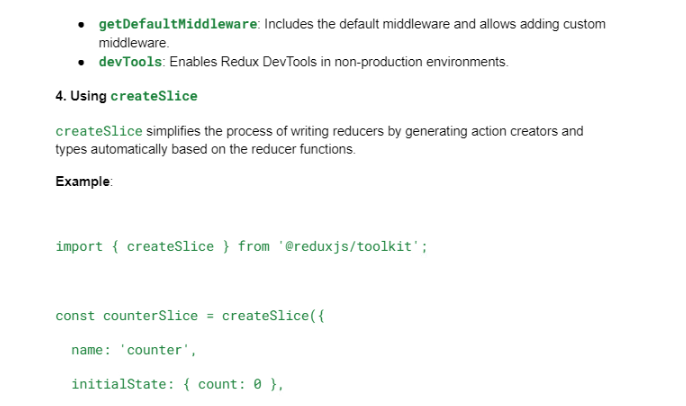 • getDefaultMiddleware: Includes the default middleware and allows adding custom
middleware.
• devTools: Enables Redux DevTools in non-production environments.
4. Using createSlice
createSlice simplifies the process of writing reducers by generating action creators and
types automatically based on the reducer functions.
Example:
import { createSlice } from '@reduxjs/toolkit';
const counterSlice = createSlice({
name: 'counter',
initialState: { count: 0 },